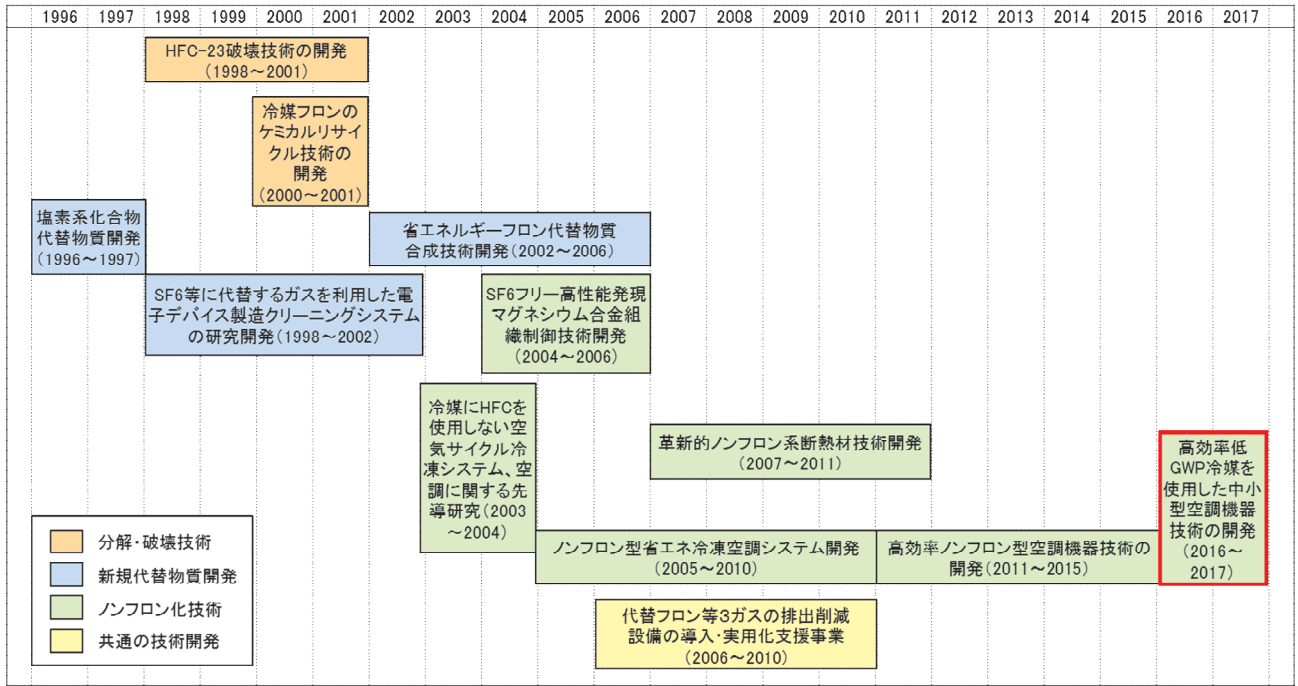 1996 1997 1998 1999 2000 2001 2002 2003 2004 2005 2006 2007 2008 2009 2010 2011 2012 2013 2014 2015 2016 2017
HFC-23破壊技術の開発
(1998～2001)
冷媒フロンの
ケミカルリサイ
クル技術の
開発
(2000～2001)
塩素系化合物
代替物質開発
(1996～1997)
省エネルギーフロン代替物質
合成技術開発(2002～2006)
SF6等に代替するガスを利用した電
子デバイス製造クリーニングシステム
の研究開発(1998～2002)
SF6フリー高性能発現
マグネシウム合金組
織制御技術開発
(2004～2006)
冷媒にHFCを
使用しない空
気サイクル冷
凍システム、空
調に関する先
導研究(2003
～2004)
革新的ノンフロン系断熱材技術開発
(2007～2011)
高効率低
GWP冷媒を
使用した中小
型空調機器
技術の開発
(2016～
2017)
ノンフロン型省エネ冷凍空調システム開発
(2005～2010)
高効率ノンフロン型空調機器技術の
開発(2011～2015)
代替フロン等3ガスの排出削減
設備の導入・実用化支援事業
(2006～2010)
分解・破壊技術
新規代替物質開発
ノンフロン化技術
共通の技術開発